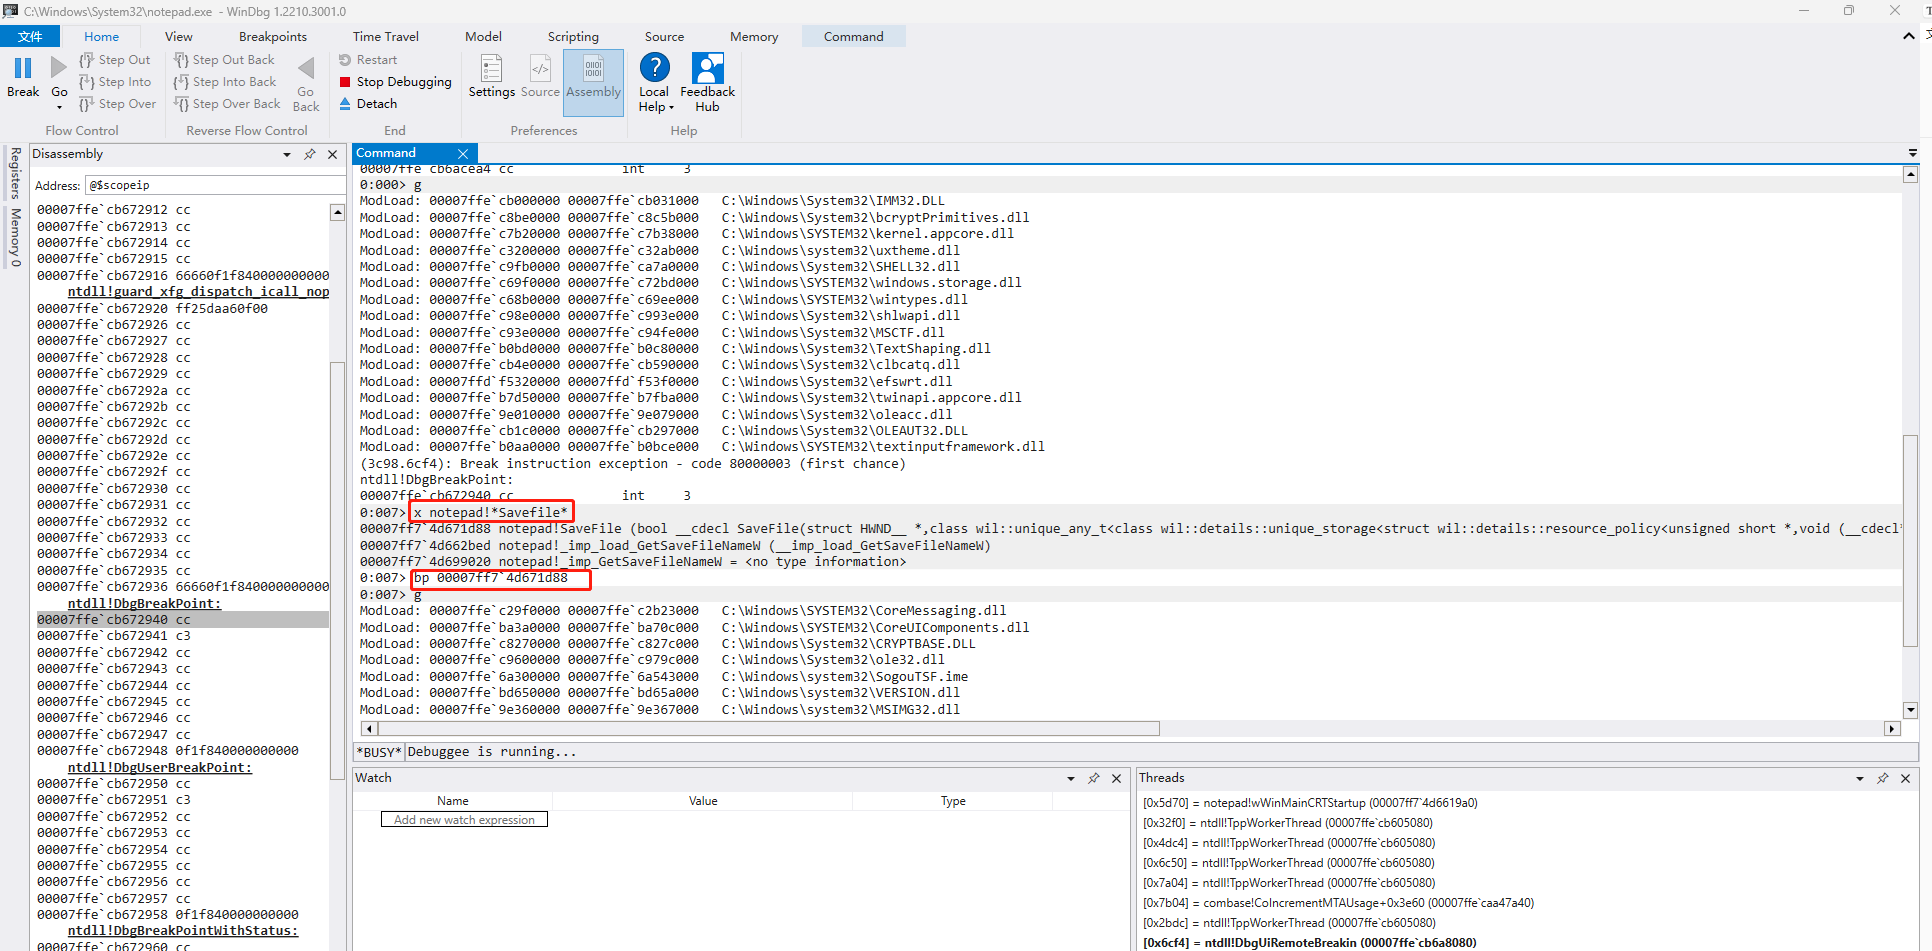 C:\Windows\System32\notepad.exe - WinDbg 1.2210.3001.0
文件 Home View Breakpoints Time Travel Model Scripting Source Memory Command
Break
Go
Step Out
Step Into
Step Over
Flow Control
Step Out Back
Step Into Back
Step Over Back
Go Back
Reverse Flow Control
Restart
Stop Debugging
Detach
End
Settings
Source
Assembly
Preferences
Local Help
Feedback Hub
Help
Registers
Memory 0
Disassembly
Address: @$scopeip
00007ffe`cb672912 cc
00007ffe`cb672913 cc
00007ffe`cb672914 cc
00007ffe`cb672915 cc
00007ffe`cb672916 66660f1f840000000000
ntdll!guard_xfg_dispatch_icall_nop
00007ffe`cb672920 ff25daa60f00
00007ffe`cb672926 cc
00007ffe`cb672927 cc
00007ffe`cb672928 cc
00007ffe`cb672929 cc
00007ffe`cb67292a cc
00007ffe`cb67292b cc
00007ffe`cb67292c cc
00007ffe`cb67292d cc
00007ffe`cb67292e cc
00007ffe`cb67292f cc
00007ffe`cb672930 cc
00007ffe`cb672931 cc
00007ffe`cb672932 cc
00007ffe`cb672933 cc
00007ffe`cb672934 cc
00007ffe`cb672935 cc
00007ffe`cb672936 66660f1f840000000000
ntdll!DbgBreakPoint:
00007ffe`cb672940 cc
00007ffe`cb672941 c3
00007ffe`cb672942 cc
00007ffe`cb672943 cc
00007ffe`cb672944 cc
00007ffe`cb672945 cc
00007ffe`cb672946 cc
00007ffe`cb672947 cc
00007ffe`cb672948 0f1f840000000000
ntdll!DbgUserBreakPoint:
00007ffe`cb672950 cc
00007ffe`cb672951 c3
00007ffe`cb672952 cc
00007ffe`cb672953 cc
00007ffe`cb672954 cc
00007ffe`cb672955 cc
00007ffe`cb672956 cc
00007ffe`cb672957 cc
00007ffe`cb672958 0f1f840000000000
ntdll!DbgBreakPointWithStatus:
00007ffe`cb672960 cc
Command
00007ffe`cb6acea4 cc int 3
0:000> g
ModLoad: 00007ffe`cb000000 00007ffe`cb031000 C:\Windows\System32\IMM32.DLL
ModLoad: 00007ffe`c8be0000 00007ffe`c8c5b000 C:\Windows\System32\bcryptPrimitives.dll
ModLoad: 00007ffe`c7b20000 00007ffe`c7b38000 C:\Windows\SYSTEM32\kernel.appcore.dll
ModLoad: 00007ffe`c3200000 00007ffe`c32ab000 C:\Windows\system32\uxtheme.dll
ModLoad: 00007ffe`c9fb0000 00007ffe`ca7a0000 C:\Windows\System32\SHELL32.dll
ModLoad: 00007ffe`c69f0000 00007ffe`c72bd000 C:\Windows\System32\windows.storage.dll
ModLoad: 00007ffe`c68b0000 00007ffe`c69ee000 C:\Windows\SYSTEM32\wintypes.dll
ModLoad: 00007ffe`c98e0000 00007ffe`c993e000 C:\Windows\System32\shlwapi.dll
ModLoad: 00007ffe`c93e0000 00007ffe`c94fe000 C:\Windows\System32\MSCTF.dll
ModLoad: 00007ffe`b0bd0000 00007ffe`b0c80000 C:\Windows\System32\TextShaping.dll
ModLoad: 00007ffe`cb4e0000 00007ffe`cb590000 C:\Windows\System32\clbcatq.dll
ModLoad: 00007ffd`f5320000 00007ffd`f53f0000 C:\Windows\System32\efswrt.dll
ModLoad: 00007ffe`b7d50000 00007ffe`b7fba000 C:\Windows\System32\twinapi.appcore.dll
ModLoad: 00007ffe`9e010000 00007ffe`9e079000 C:\Windows\System32\oleacc.dll
ModLoad: 00007ffe`cb1c0000 00007ffe`cb297000 C:\Windows\System32\OLEAUT32.DLL
ModLoad: 00007ffe`b0aa0000 00007ffe`b0bce000 C:\Windows\SYSTEM32\textinputframework.dll
(3c98.6cf4): Break instruction exception - code 80000003 (first chance)
ntdll!DbgBreakPoint:
00007ffe`cb672940 cc int 3
0:007> x notepad!*Savefile*
00007ff7`4d671d88 notepad!SaveFile (bool __cdecl SaveFile(struct HWND__ *,class wil::unique_any_t<class wil::details::unique_storage<struct wil::details::resource_policy<unsigned short *,void (__cdecl*
00007ff7`4d662bed notepad!_imp_load_GetSaveFileNameW (__imp_load_GetSaveFileNameW)
00007ff7`4d699020 notepad!_imp_GetSaveFileNameW = <no type information>
0:007> bp 00007ff7`4d671d88
0:007> g
ModLoad: 00007ffe`c29f0000 00007ffe`c2b23000 C:\Windows\SYSTEM32\CoreMessaging.dll
ModLoad: 00007ffe`ba3a0000 00007ffe`ba70c000 C:\Windows\SYSTEM32\CoreUIComponents.dll
ModLoad: 00007ffe`c8270000 00007ffe`c827c000 C:\Windows\System32\CRYPTBASE.DLL
ModLoad: 00007ffe`c9600000 00007ffe`c979c000 C:\Windows\System32\ole32.dll
ModLoad: 00007ffe`6a300000 00007ffe`6a543000 C:\Windows\system32\SogouTSF.ime
ModLoad: 00007ffe`bd650000 00007ffe`bd65a000 C:\Windows\system32\VERSION.dll
ModLoad: 00007ffe`9e360000 00007ffe`9e367000 C:\Windows\system32\MSIMG32.dll
*BUSY* Debuggee is running...
Watch
Name Value Type
Add new watch expression
Threads
[0x5d70] = notepad!wWinMainCRTStartup (00007ff7`4d6619a0)
[0x32f0] = ntdll!TppWorkerThread (00007ffe`cb605080)
[0x4dc4] = ntdll!TppWorkerThread (00007ffe`cb605080)
[0x6c50] = ntdll!TppWorkerThread (00007ffe`cb605080)
[0x7a04] = ntdll!TppWorkerThread (00007ffe`cb605080)
[0x7b04] = combase!CoIncrementMTAUsage+0x3e60 (00007ffe`caa47a40)
[0x2bdc] = ntdll!TppWorkerThread (00007ffe`cb605080)
[0x6cf4] = ntdll!DbgUiRemoteBreakin (00007ffe`cb6a8080)